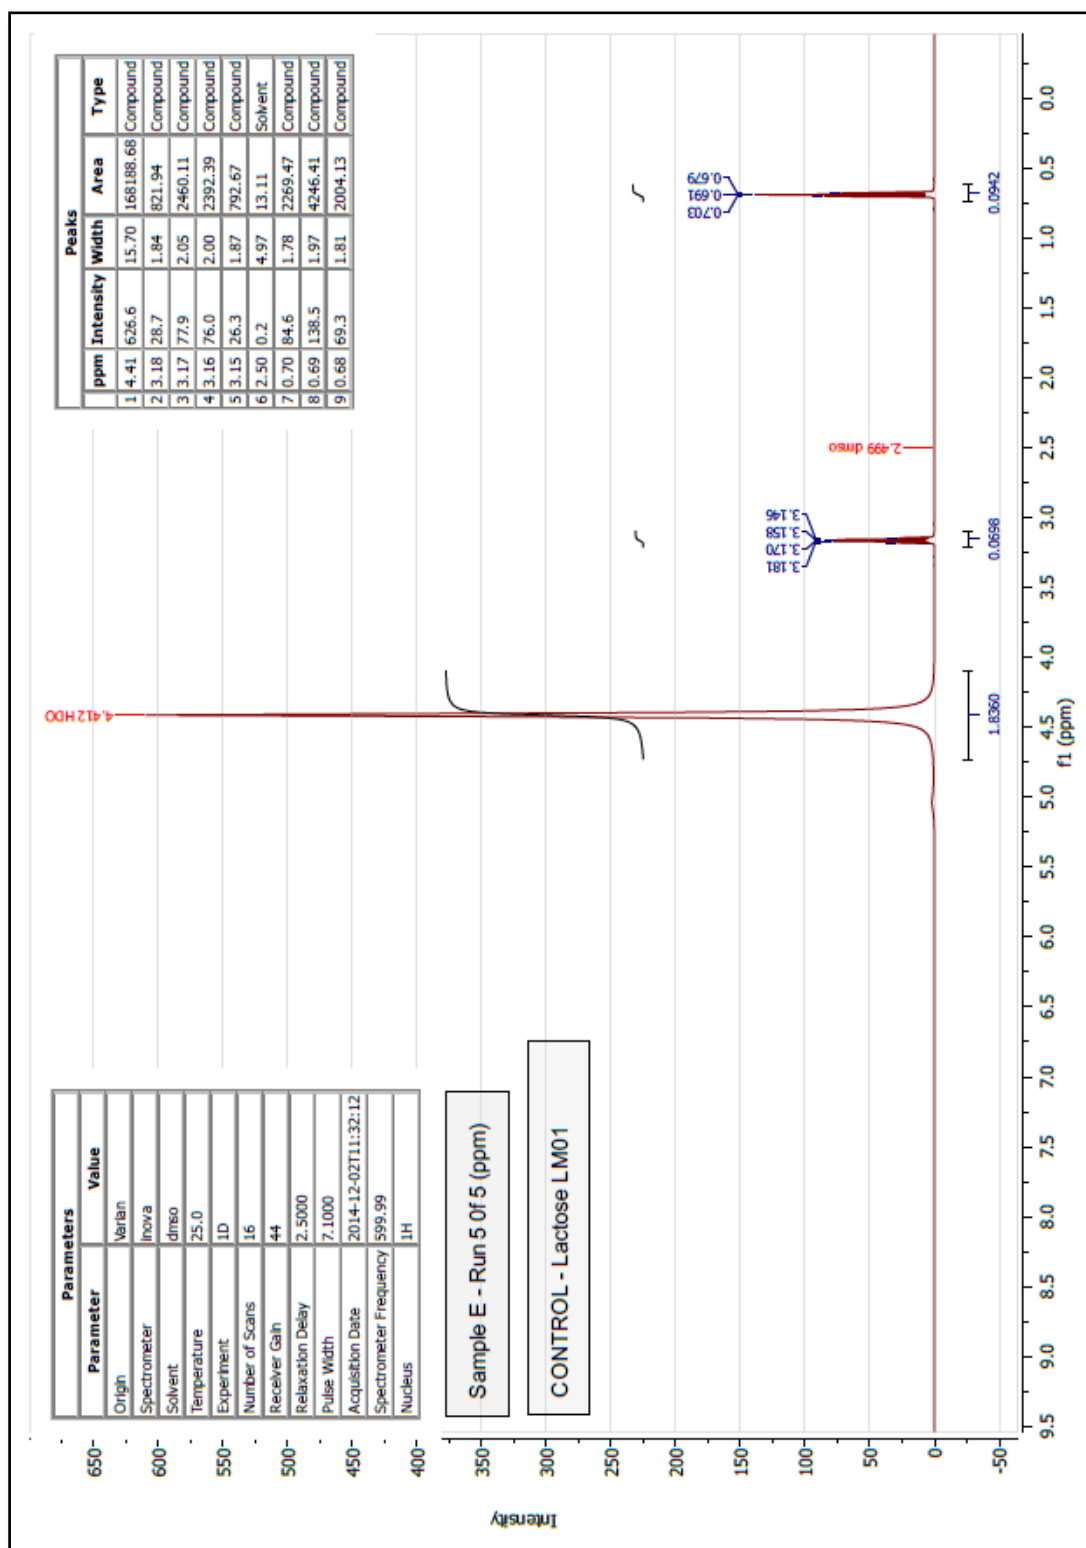 Parameters
Parameter Value
Origin Varian
Spectrometer inova
Solvent dmso
Temperature 25.0
Experiment 1D
Number of Scans 16
Receiver Gain 44
Relaxation Delay 2.5000
Pulse Width 7.1000
Acquisition Date 2014-12-02T11:32:12
Spectrometer Frequency 599.99
Nucleus 1H
Peaks
ppm Intensity Width Area Type
1 4.41 626.6 15.70 168188.68 Compound
2 3.18 28.7 1.84 821.94 Compound
3 3.17 77.9 2.05 2460.11 Compound
4 3.16 76.0 2.00 2392.39 Compound
5 3.15 26.3 1.87 792.67 Compound
6 2.50 0.2 4.97 13.11 Solvent
7 0.70 84.6 1.78 2269.47 Compound
8 0.69 138.5 1.97 4246.41 Compound
9 0.68 69.3 1.81 2004.13 Compound
Sample E - Run 5 0f 5 (ppm)
CONTROL - Lactose LM01
4.412 HDO
3.181
3.170
3.158
3.146
2.499 dmso
0.703
0.691
0.679
650
600
550
500
450
400
350
300
250
200
150
100
50
0
-50
Intensity
1.8360
0.0698
0.0942
9.5 9.0 8.5 8.0 7.5 7.0 6.5 6.0 5.5 5.0 4.5 4.0 3.5 3.0 2.5 2.0 1.5 1.0 0.5 0.0
f1 (ppm)